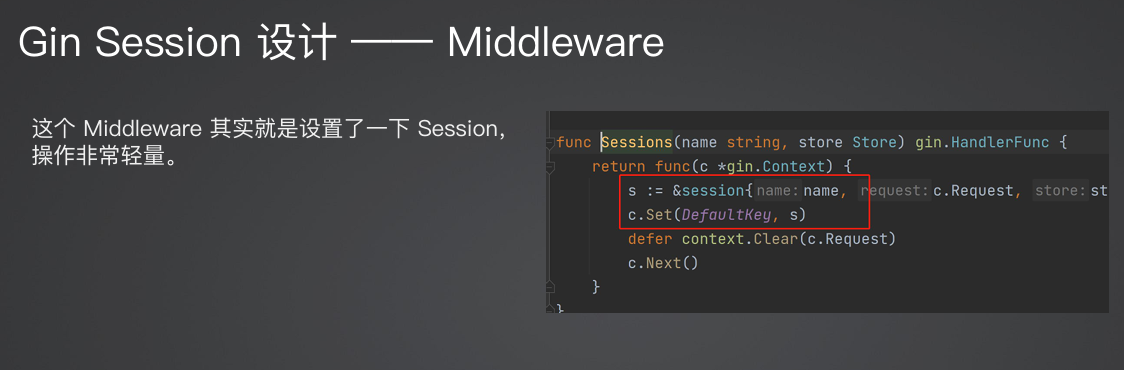 Gin Session 设计 —— Middleware
这个 Middleware 其实就是设置了一下 Session，
操作非常轻量。
func Sessions(name string, store Store) gin.HandlerFunc {
return func(c *gin.Context) {
s := &session{ name: name, request: c.Request, store: st
c.Set(DefaultKey, s)
defer context.Clear(c.Request)
c.Next()
}
}